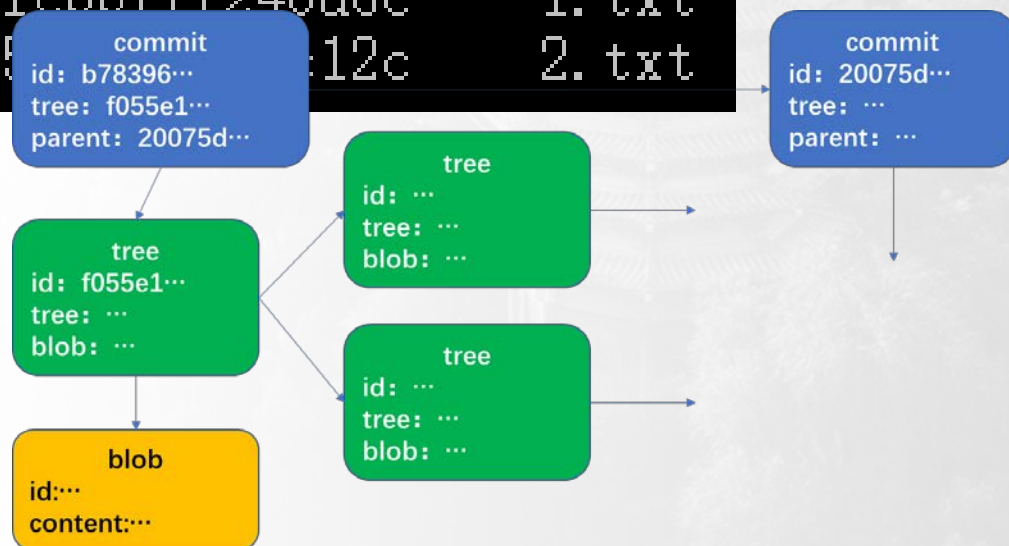 1.txt
12c 2.txt
commit
id: b78396…
tree: f055e1…
parent: 20075d…
commit
id: 20075d…
tree: …
parent: …
tree
id: …
tree: …
blob: …
tree
id: f055e1…
tree: …
blob: …
tree
id: …
tree: …
blob: …
blob
id:…
content:…